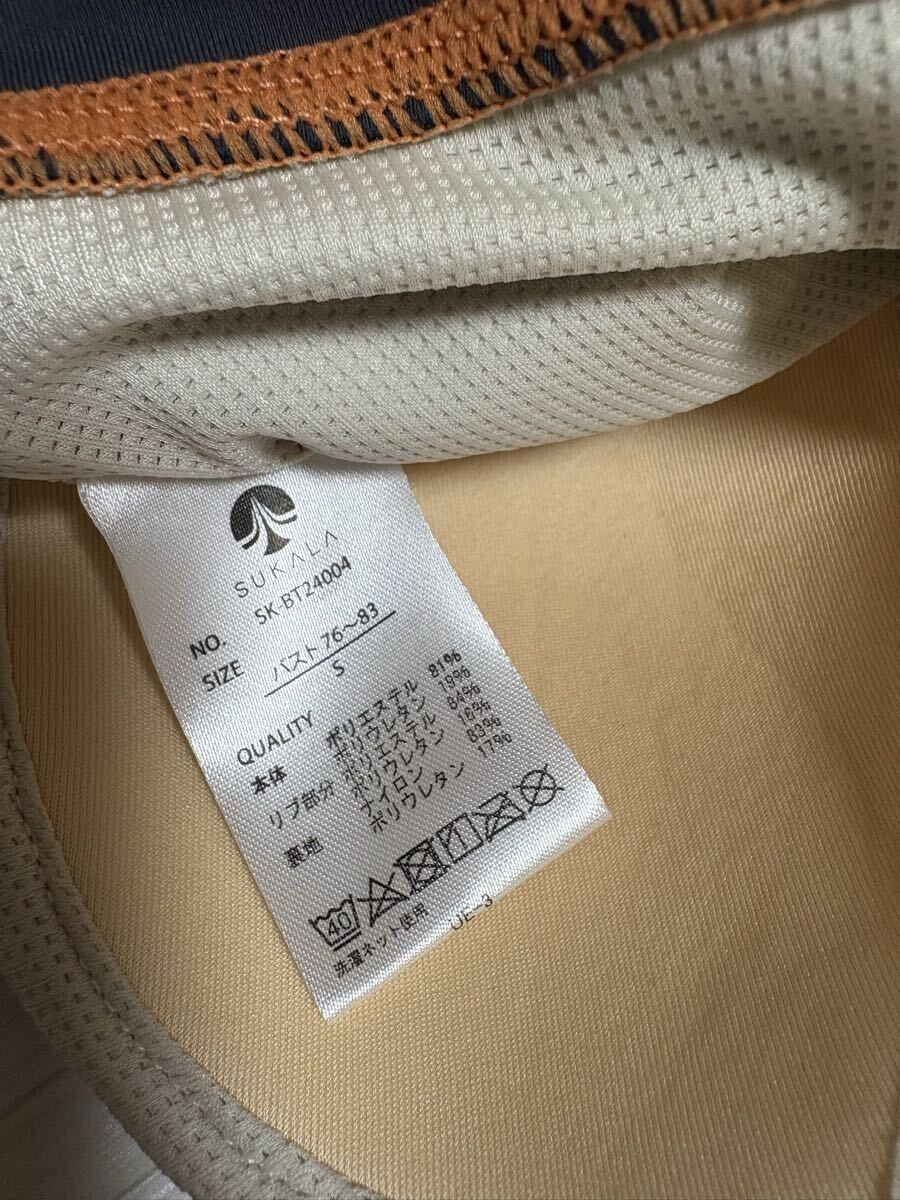 SUKALA
NO. SK-BT24004
SIZE バスト76～83
S
QUALITY
本体 ポリエステル 81%
ポリウレタン 19%
リブ部分 ポリエステル 84%
ポリウレタン 16%
裏地 ナイロン 83%
ポリウレタン 17%
40
洗濯ネット使用 UE-3